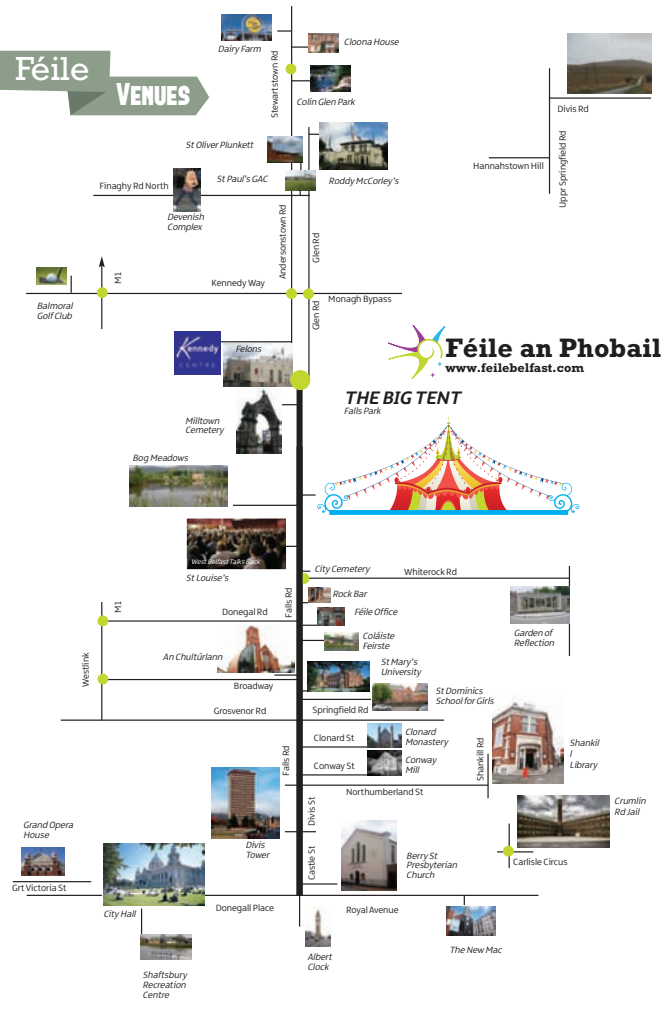 Féile
VENUES
Dairy Farm
Cloona House
Stewartstown Rd
Colin Glen Park
Divis Rd
Hannahstown Hill
Uppr Springfield Rd
St Oliver Plunkett
St Paul's GAC
Roddy McCorley's
Finaghy Rd North
Devenish
Complex
Andersonstown Rd
Glen Rd
M1
Kennedy Way
Monagh Bypass
Balmoral
Golf Club
Glen Rd
Kennedy
CENTRE
Felons
Féile an Phobail
www.feilebelfast.com
THE BIG TENT
Falls Park
Milltown
Cemetery
Bog Meadows
West Belfast Talks Back
St Louise's
City Cemetery
Whiterock Rd
Rock Bar
Falls Rd
M1
Donegal Rd
Féile Office
Garden of
Reflection
Coláiste
Feirste
An Chultúrlann
St Mary's
University
Westlink
Broadway
St Dominics
School for Girls
Grosvenor Rd
Springfield Rd
Clonard St
Clonard
Monastery
Falls Rd
Conway St
Conway
Mill
Shankill Rd
Shankil
l
Library
Northumberland St
Divis St
Crumlin
Rd Jail
Grand Opera
House
Divis
Tower
Castle St
Berry St
Presbyterian
Church
Carlisle Circus
Grt Victoria St
City Hall
Donegall Place
Royal Avenue
The New Mac
Albert
Clock
Shaftsbury
Recreation
Centre